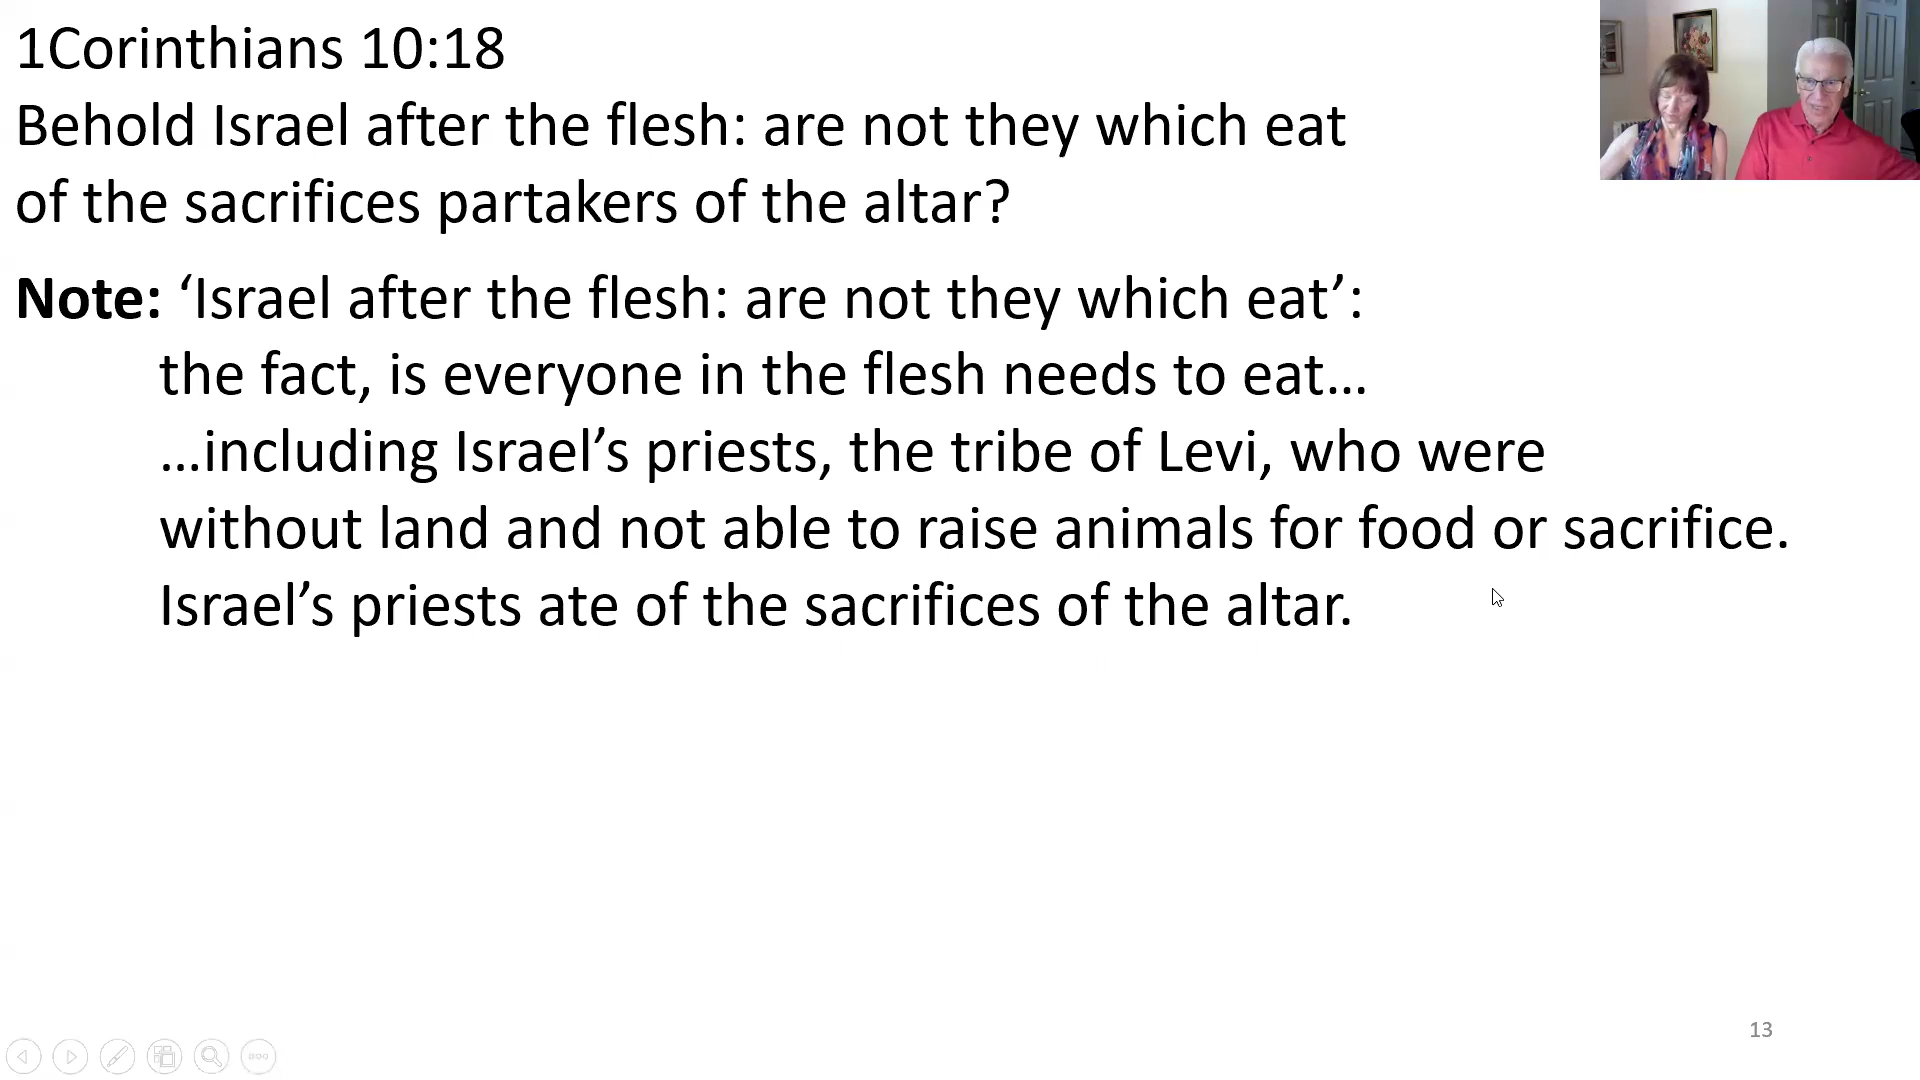 1Corinthians 10:18
Behold Israel after the flesh: are not they which eat
of the sacrifices partakers of the altar?
Note: ‘Israel after the flesh: are not they which eat’:
the fact, is everyone in the flesh needs to eat…
…including Israel’s priests, the tribe of Levi, who were
without land and not able to raise animals for food or sacrifice.
Israel’s priests ate of the sacrifices of the altar.
13